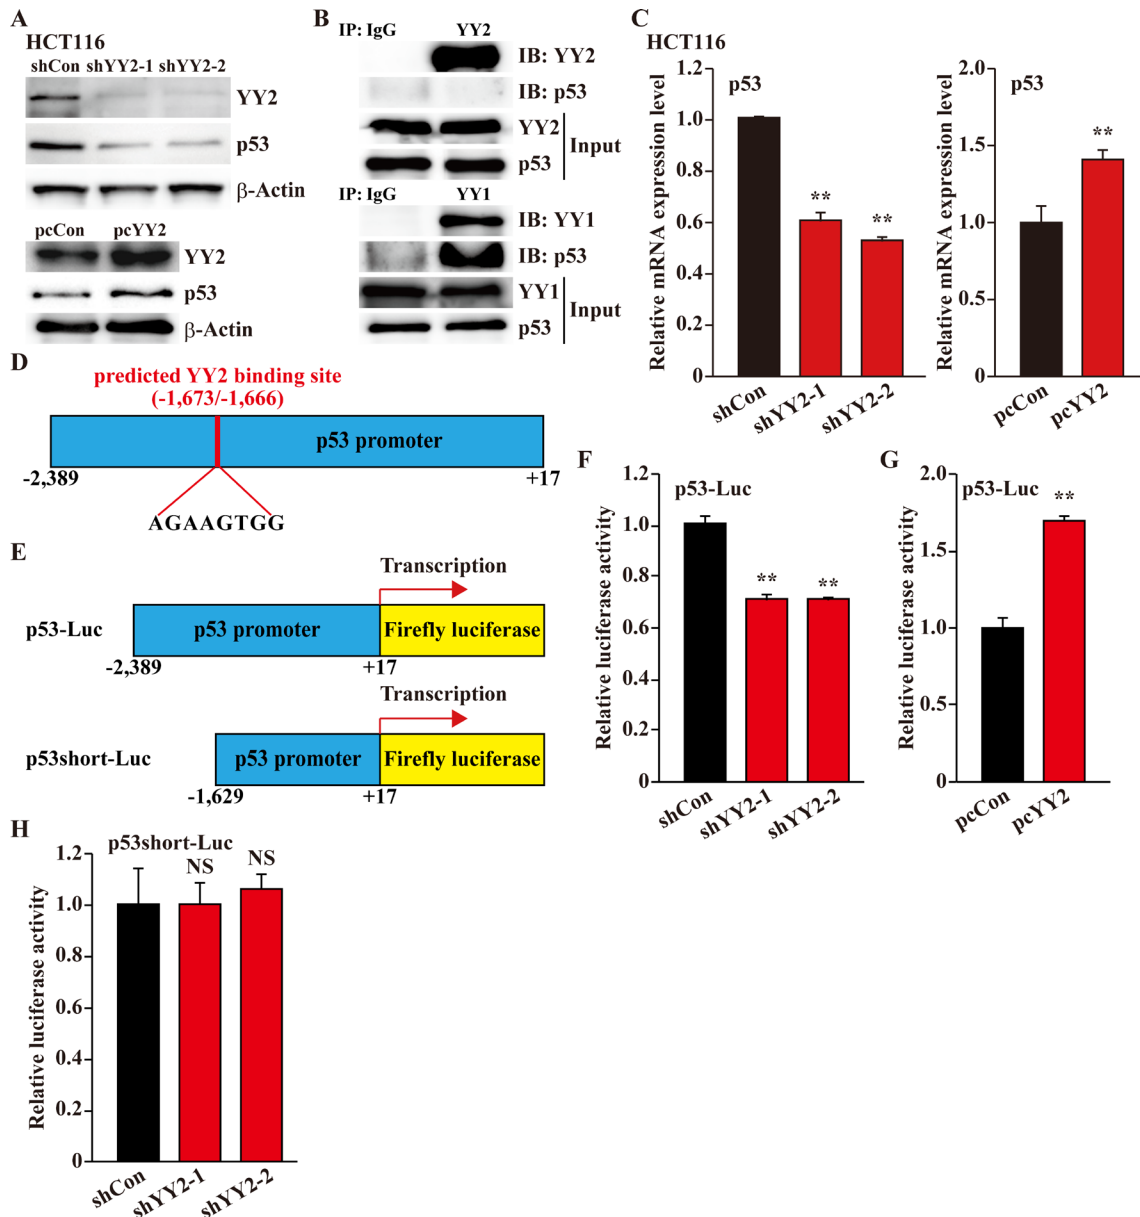 A
HCT116
shCon shYY2-1 shYY2-2
YY2
p53
β-Actin
pcCon pcYY2
YY2
p53
β-Actin
B
IP: IgG YY2
IB: YY2
IB: p53
YY2
p53
Input
IP: IgG YY1
IB: YY1
IB: p53
YY1
p53
Input
C
HCT116
Relative mRNA expression level
1.2
1.0
0.8
0.6
0.4
0.2
0
p53
**
**
shCon
shYY2-1
shYY2-2
Relative mRNA expression level
2.0
1.5
1.0
0.5
0
p53
**
pcCon
pcYY2
D
predicted YY2 binding site
(-1,673/-1,666)
p53 promoter
-2,389 +17
AGAAGTGG
E
Transcription
p53-Luc p53 promoter Firefly luciferase
-2,389 +17
Transcription
p53short-Luc p53 promoter Firefly luciferase
-1,629 +17
F
p53-Luc
Relative luciferase activity
1.2
1.0
0.8
0.6
0.4
0.2
0
**
**
shCon
shYY2-1
shYY2-2
G
p53-Luc
Relative luciferase activity
2.0
1.5
1.0
0.5
0
**
pcCon
pcYY2
H
p53short-Luc
Relative luciferase activity
1.2
1.0
0.8
0.6
0.4
0.2
0
NS
NS
shCon
shYY2-1
shYY2-2